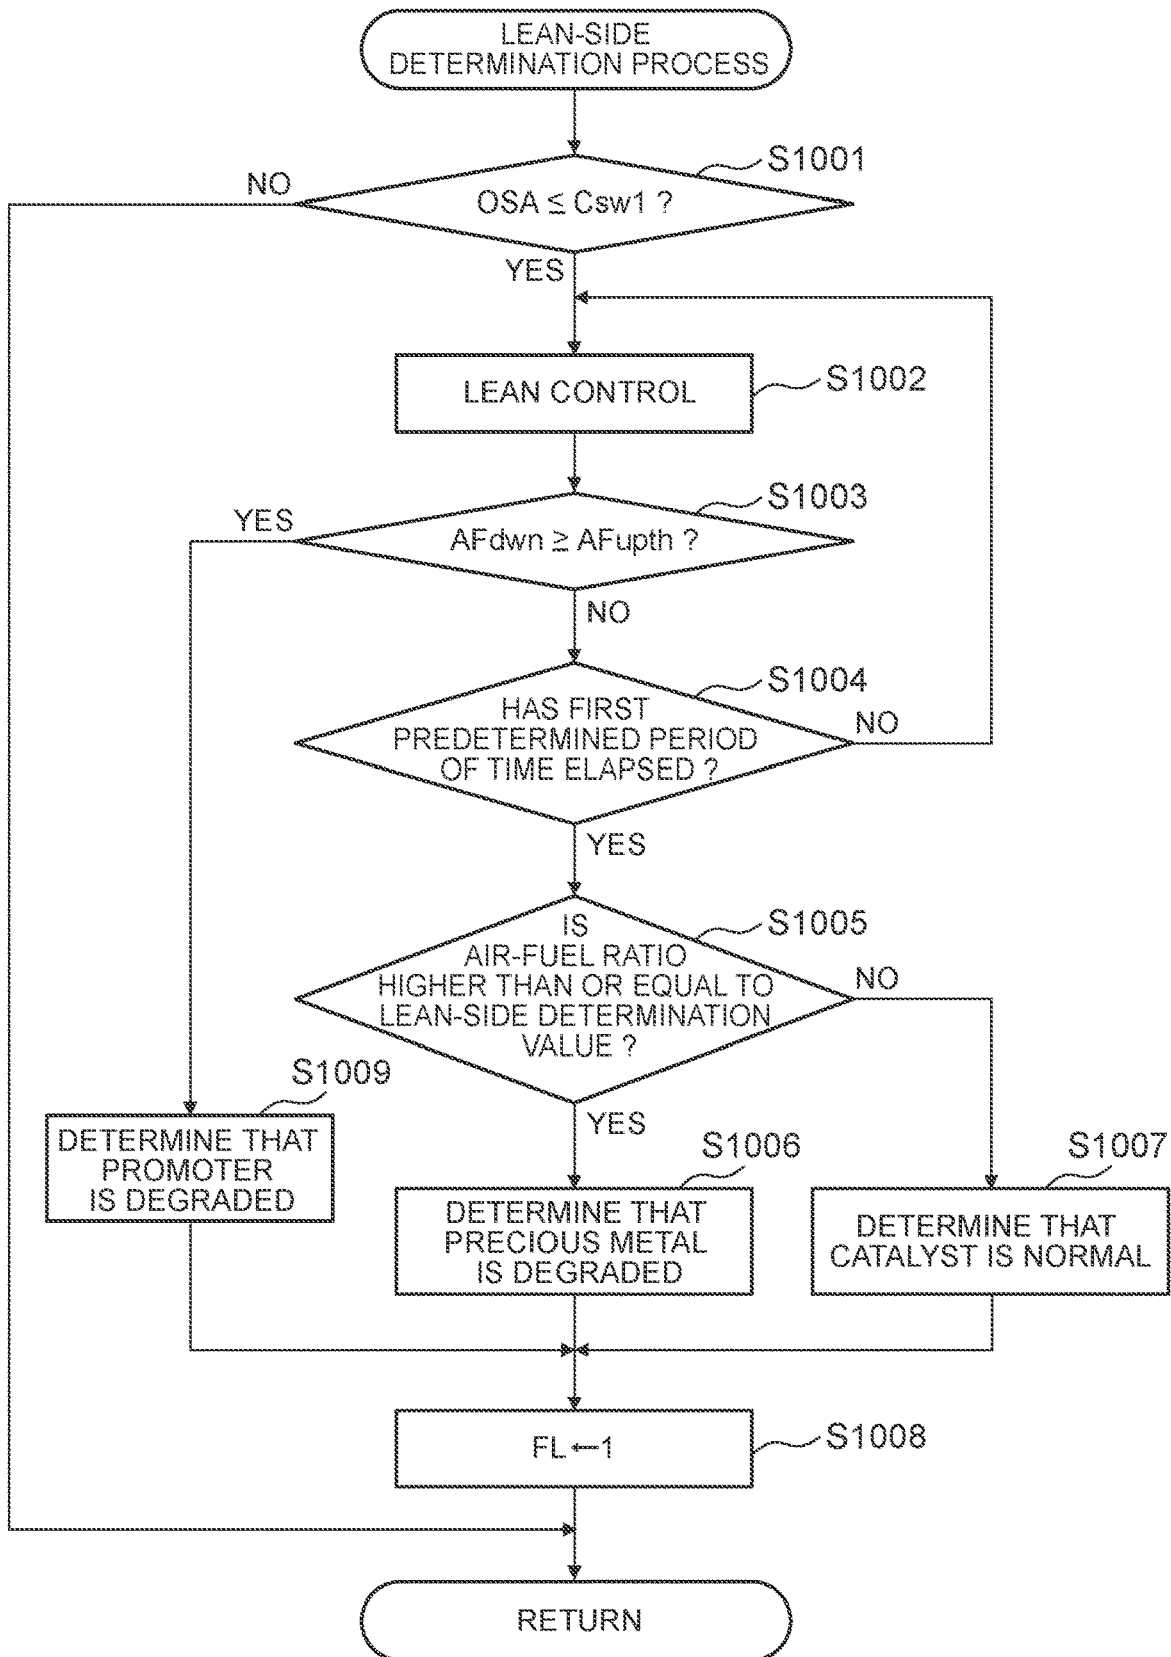 LEAN-SIDE
DETERMINATION PROCESS
S1001
NO
OSA ≦ Csw1 ?
YES
LEAN CONTROL
S1002
S1003
YES
AFdwn ≧ AFupth ?
NO
S1004
HAS FIRST
PREDETERMINED PERIOD
OF TIME ELAPSED ?
NO
YES
S1005
IS
AIR-FUEL RATIO
HIGHER THAN OR EQUAL TO
LEAN-SIDE DETERMINATION
VALUE ?
NO
YES
S1009
DETERMINE THAT
PROMOTER
IS DEGRADED
S1006
DETERMINE THAT
PRECIOUS METAL
IS DEGRADED
S1007
DETERMINE THAT
CATALYST IS NORMAL
FL←1
S1008
RETURN